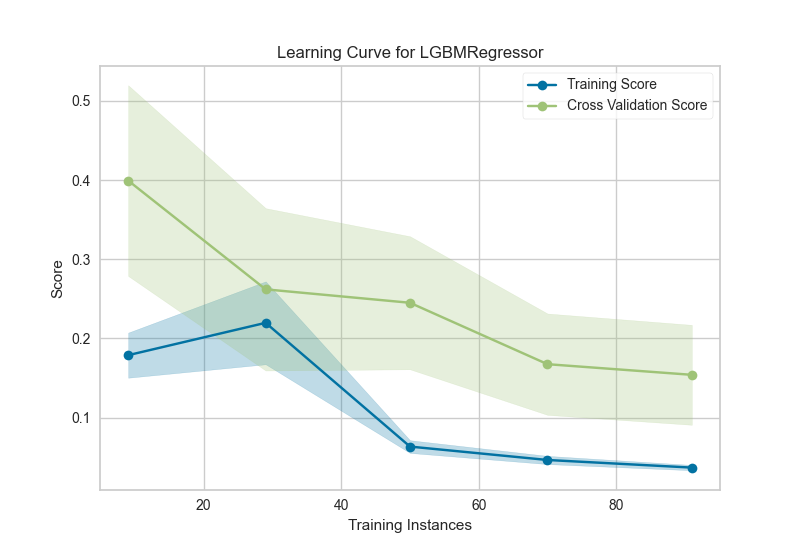 Learning Curve for LGBMRegressor
Training Score
Cross Validation Score
0.5
0.4
0.3
0.2
0.1
Score
20 40 60 80
Training Instances